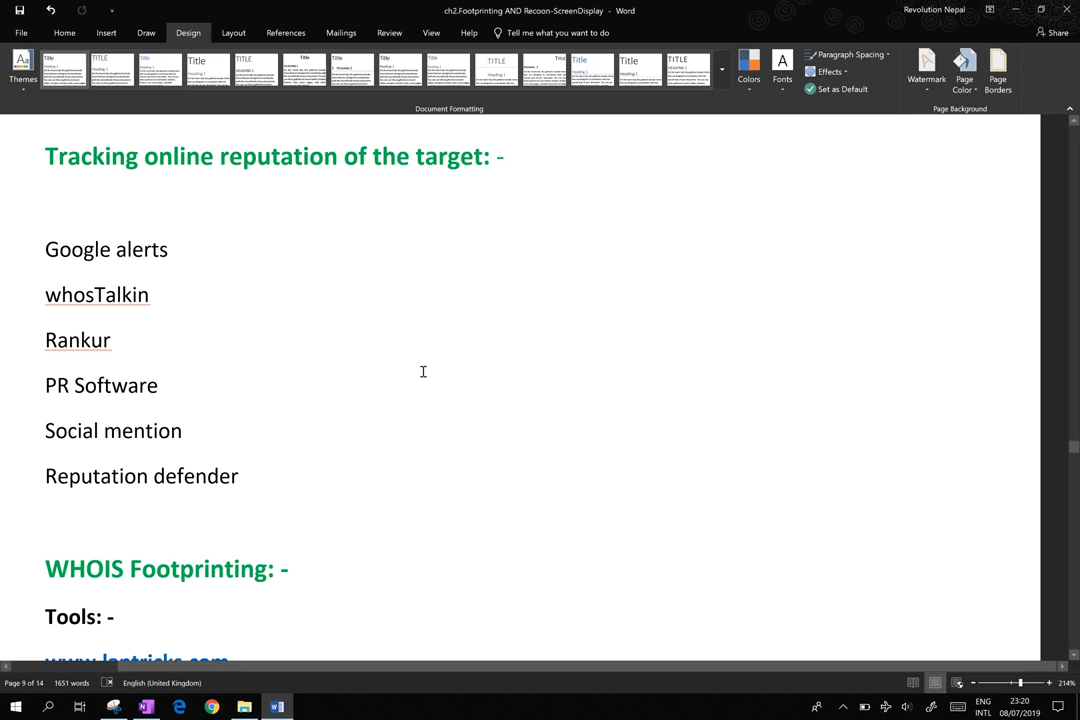 ch2.Footprinting AND Recoon-ScreenDisplay - Word
Revolution Nepal
File Home Insert Draw Design Layout References Mailings Review View Help Tell me what you want to do
Share
Themes
Colors
Fonts
Paragraph Spacing
Effects
Set as Default
Watermark
Page Color
Page Borders
Document Formatting
Page Background
Tracking online reputation of the target: -
Google alerts
whosTalkin
Rankur
PR Software
Social mention
Reputation defender
WHOIS Footprinting: -
Tools: -
Page 9 of 14 1651 words English (United Kingdom)
214%
ENG
INTL
23:20
08/07/2019